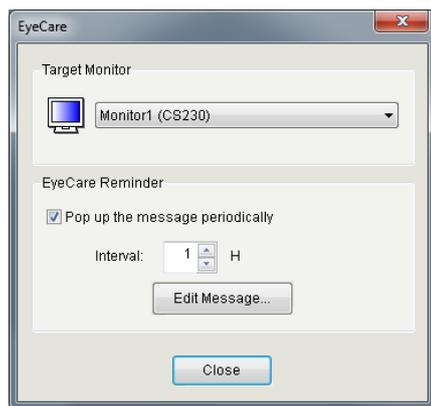 EyeCare
Target Monitor
Monitor1 (CS230)
EyeCare Reminder
Pop up the message periodically
Interval: 1 H
Edit Message...
Close